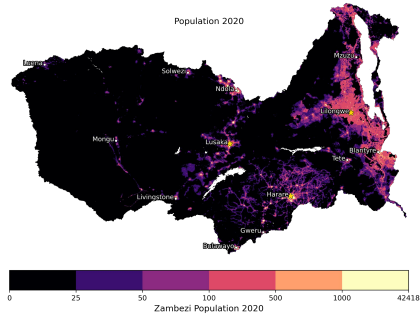 Population 2020
Mzuzu
Luena
Solwezi
Ndola
Lilongwe
Mongu
Lusaka
Blantyre
Tete
Livingstone
Harare
Gweru
Bulawayo
0 25 50 100 500 1000 42418
Zambezi Population 2020